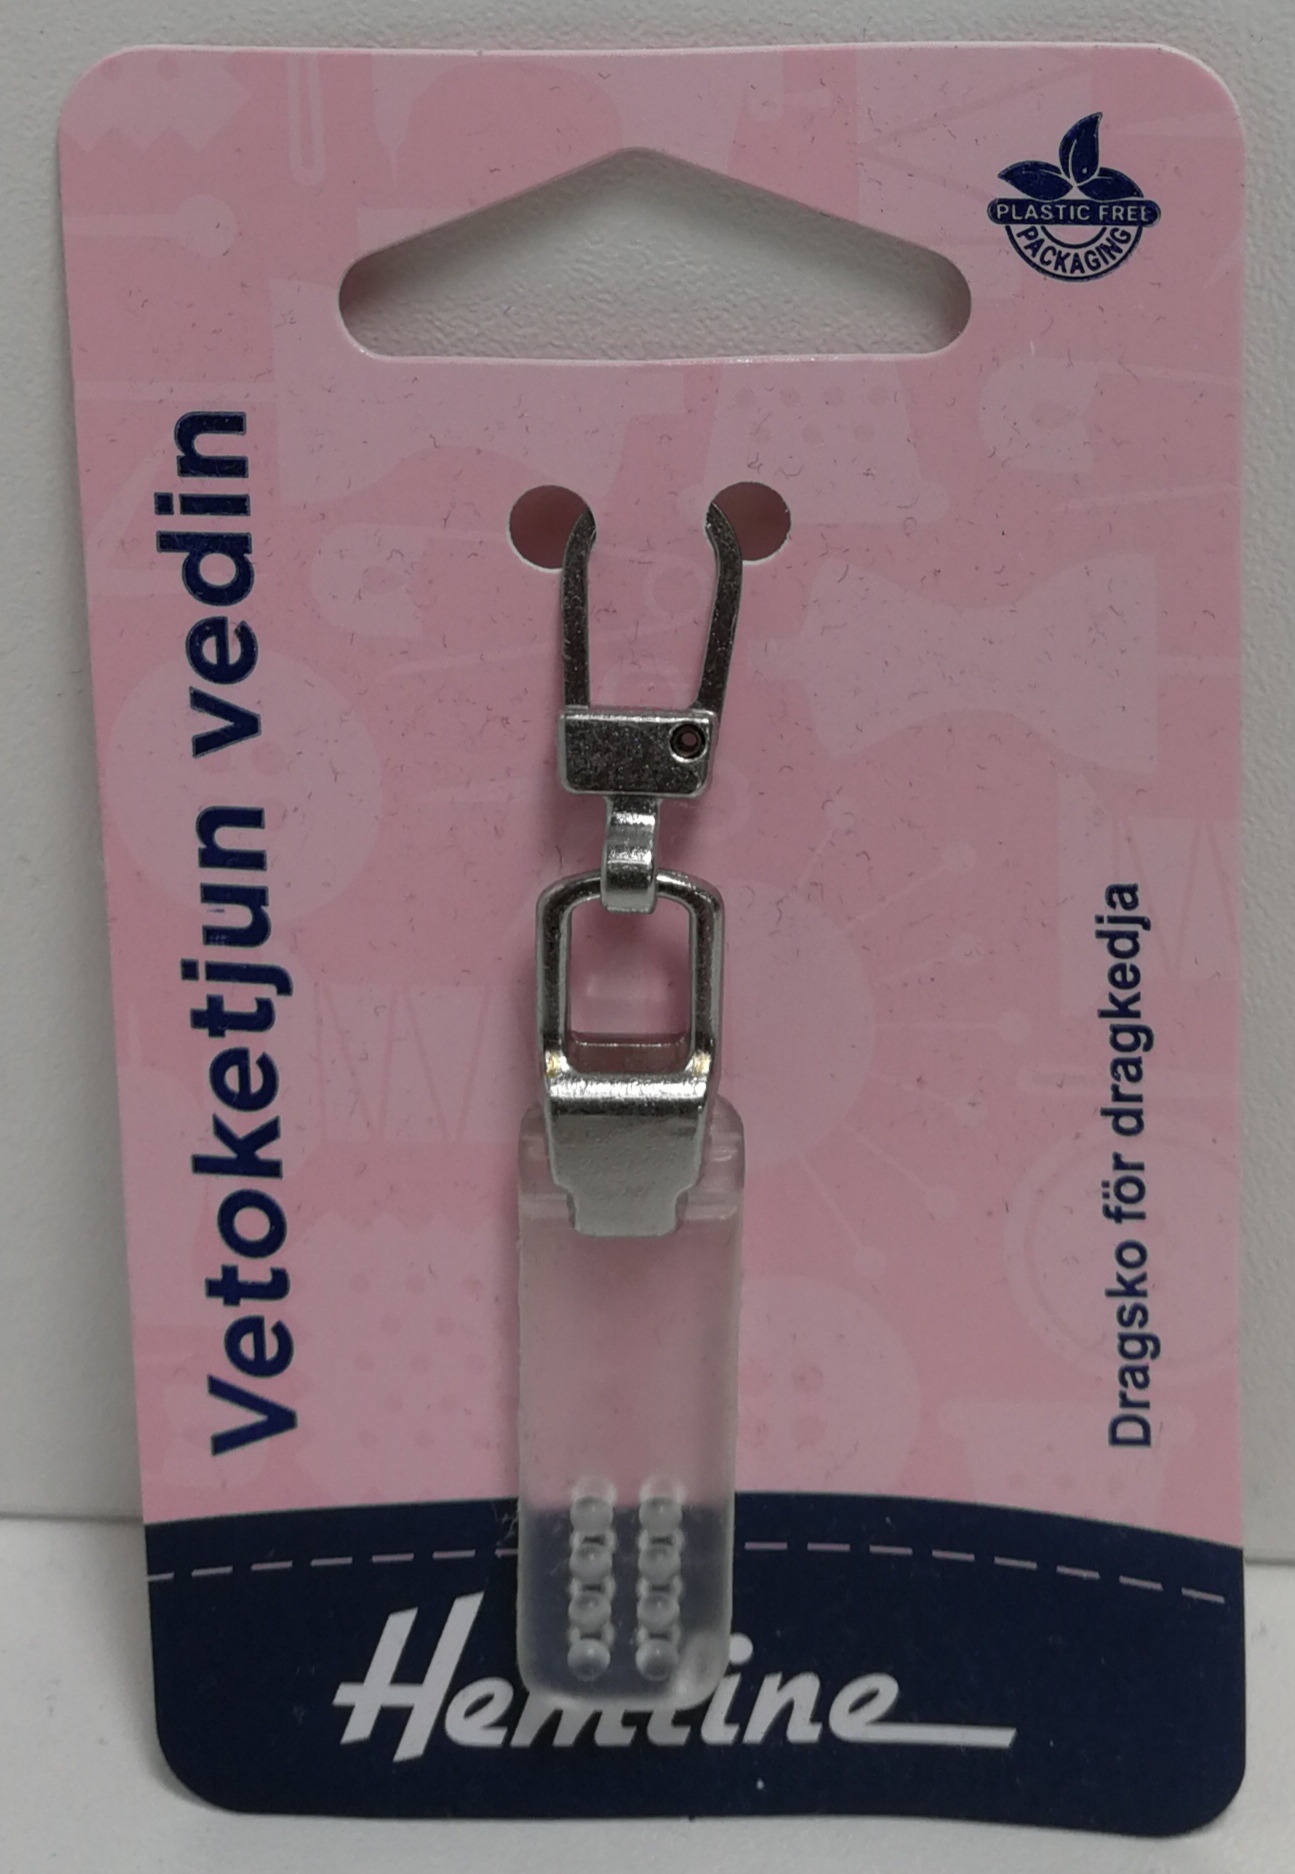 PLASTIC FREE
PACKAGING
Vetoketjun vedin
Dragsko för dragkedja
Hemline